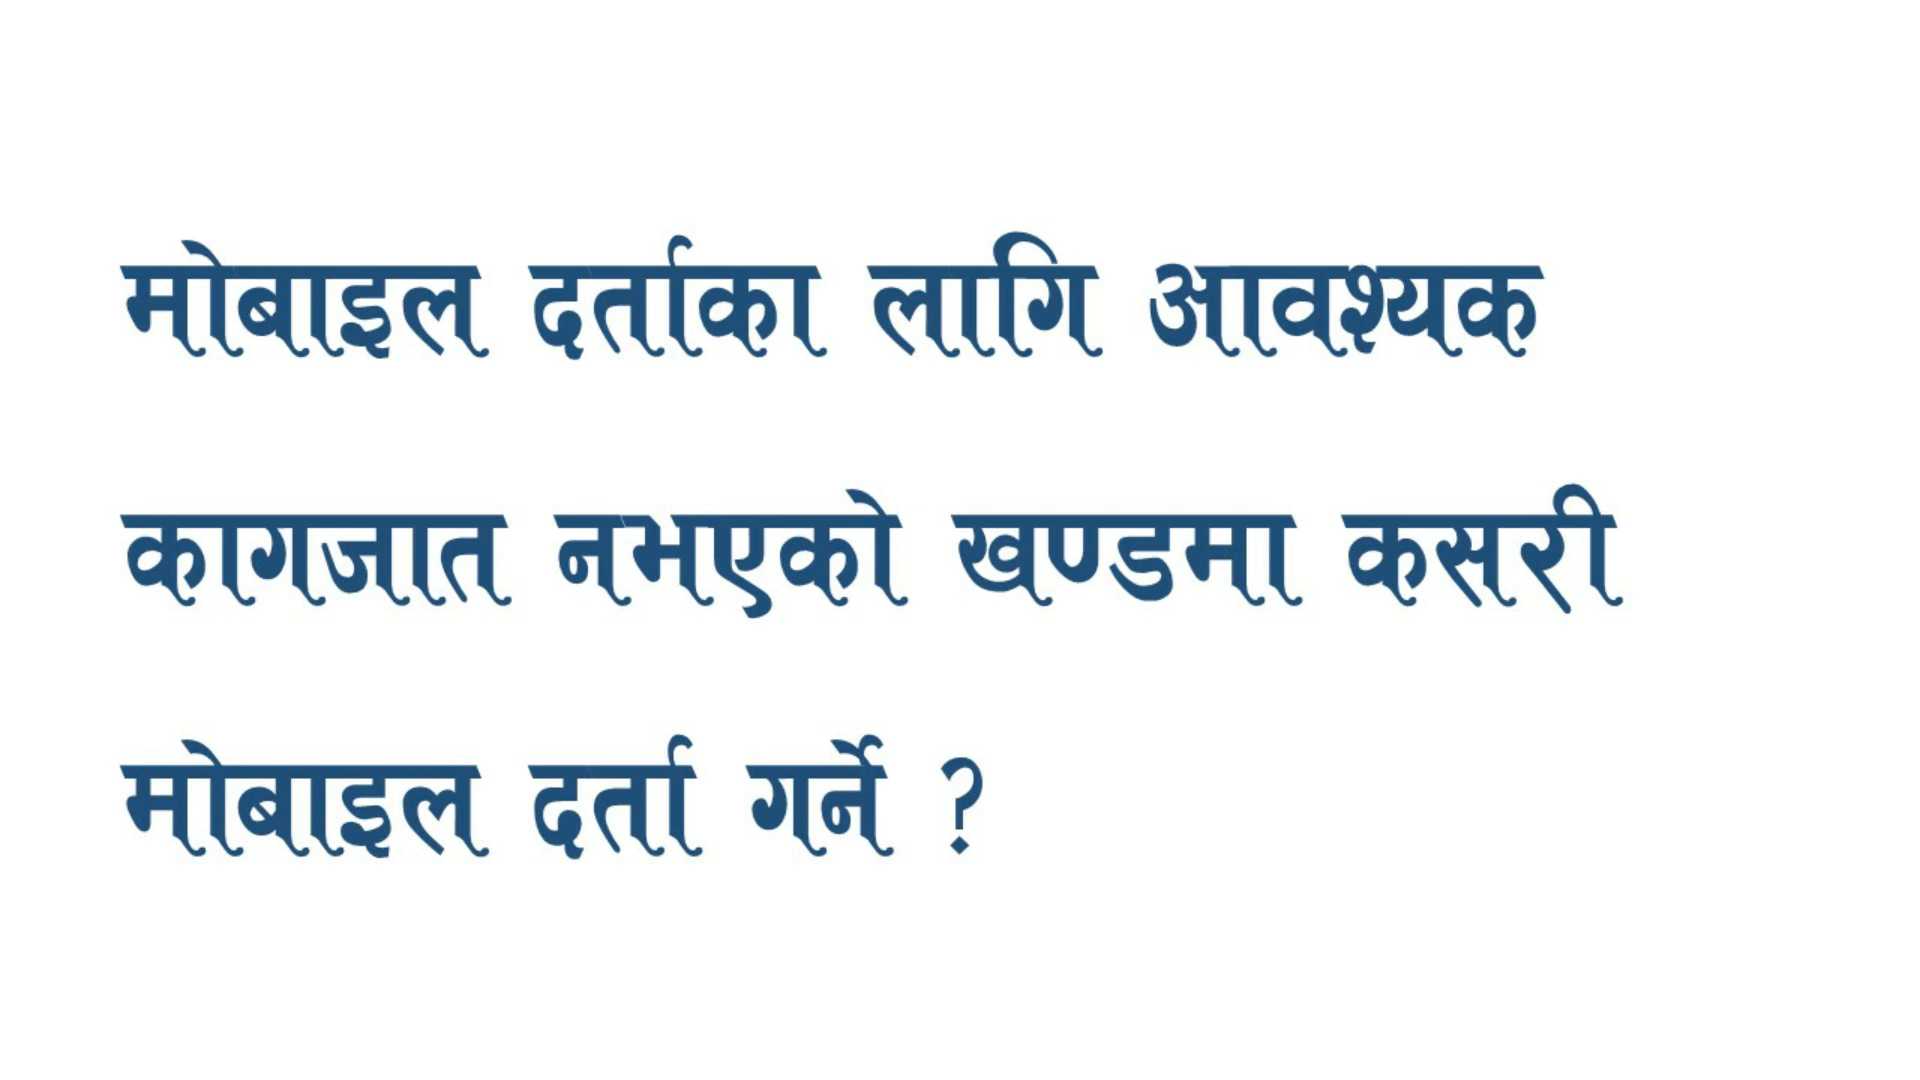 मोबाइल दर्ताका लागि आवश्यक
कागजात नभएको खण्डमा कसरी
मोबाइल दर्ता गर्ने ?